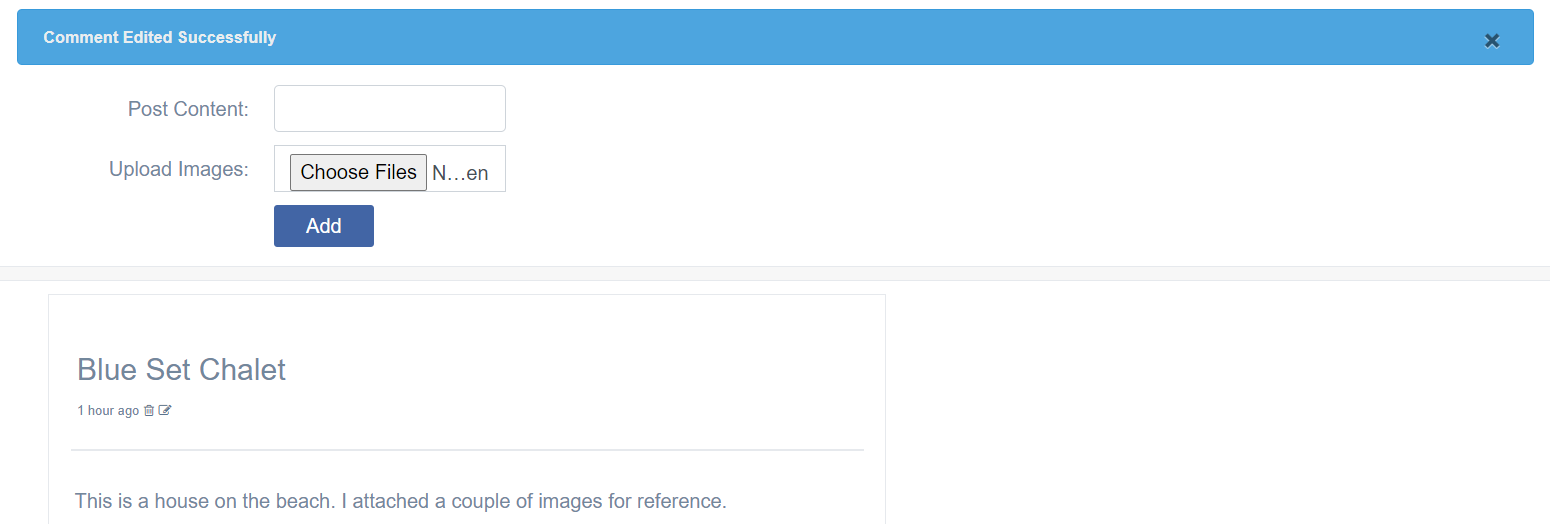 Comment Edited Successfully
Post Content:
Upload Images: Choose Files N...en
Add
Blue Set Chalet
1 hour ago
This is a house on the beach. I attached a couple of images for reference.